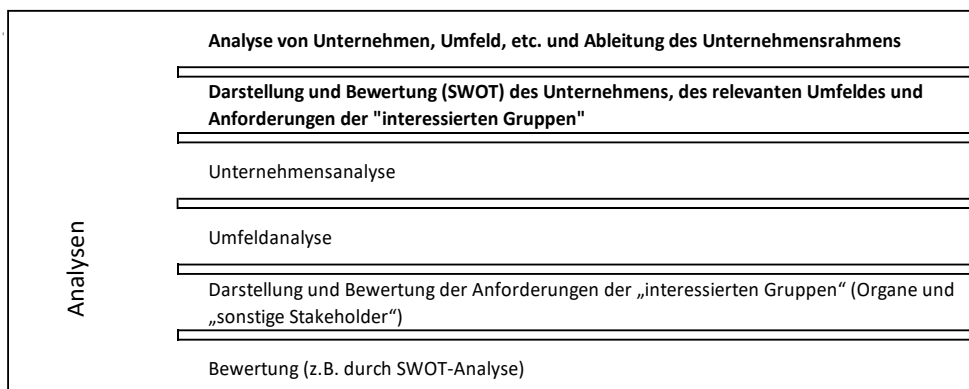 Analysen
Analyse von Unternehmen, Umfeld, etc. und Ableitung des Unternehmensrahmens
Darstellung und Bewertung (SWOT) des Unternehmens, des relevanten Umfeldes und
Anforderungen der "interessierten Gruppen"
Unternehmensanalyse
Umfeldanalyse
Darstellung und Bewertung der Anforderungen der „interessierten Gruppen“ (Organe und
„sonstige Stakeholder“)
Bewertung (z.B. durch SWOT-Analyse)